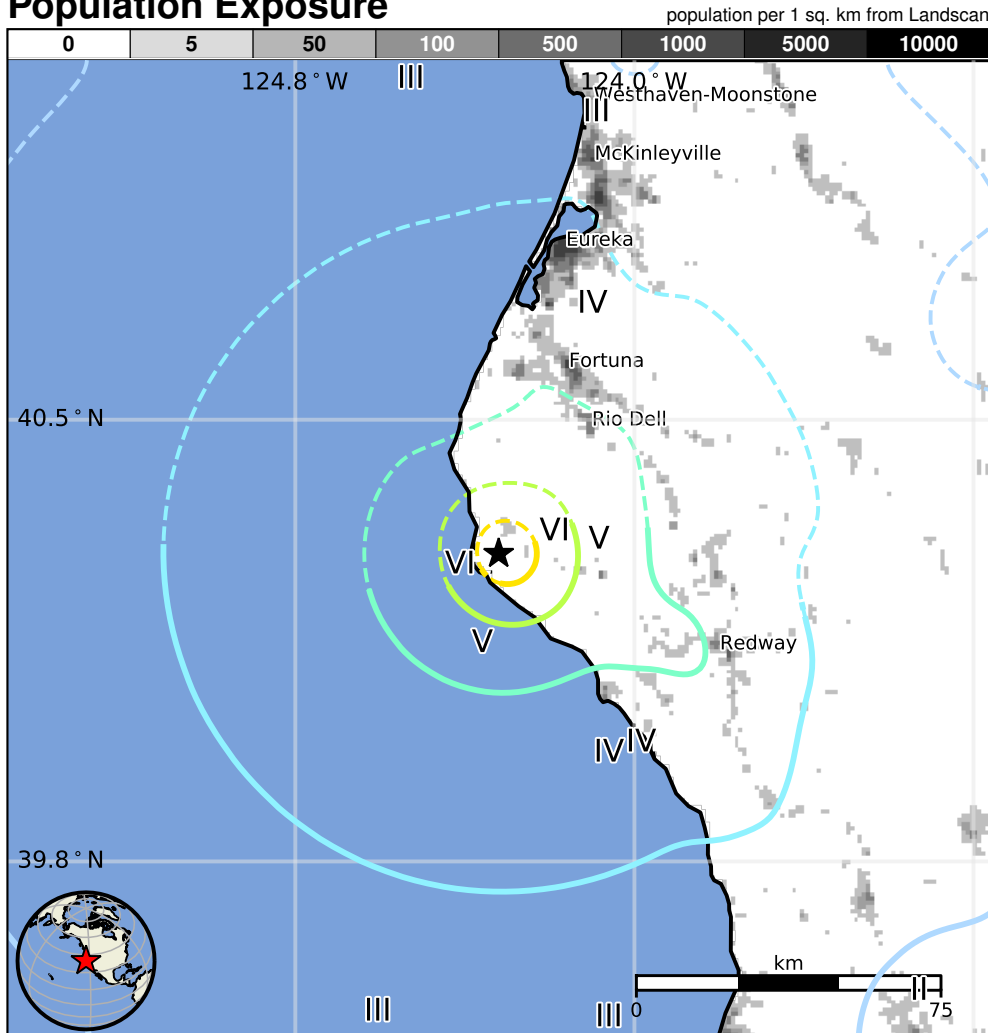 Population Exposure
population per 1 sq. km from Landscan
0 5 50 100 500 1000 5000 10000
124.8°W III 124.0°W
Westhaven-Moonstone
III
McKinleyville
Eureka
IV
Fortuna
40.5°N Rio Dell
VI V
VI
V Redway
IV IV
39.8°N
km
II
0 75
III III